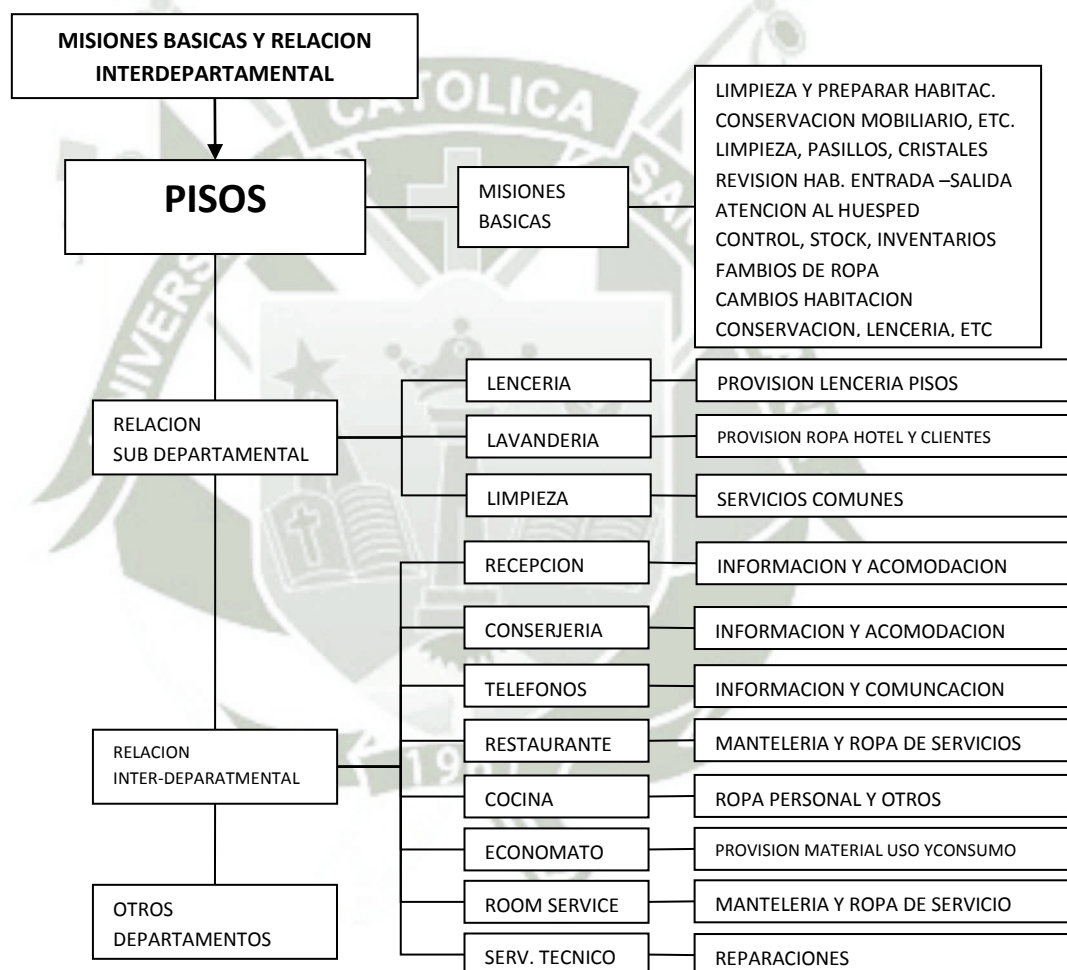 MISIONES BASICAS Y RELACION
INTERDEPARTAMENTAL
PISOS
MISIONES
BASICAS
LIMPIEZA Y PREPARAR HABITAC.
CONSERVACION MOBILIARIO, ETC.
LIMPIEZA, PASILLOS, CRISTALES
REVISION HAB. ENTRADA –SALIDA
ATENCION AL HUESPED
CONTROL, STOCK, INVENTARIOS
FAMBIOS DE ROPA
CAMBIOS HABITACION
CONSERVACION, LENCERIA, ETC
RELACION
SUB DEPARTAMENTAL
LENCERIA
PROVISION LENCERIA PISOS
LAVANDERIA
PROVISION ROPA HOTEL Y CLIENTES
LIMPIEZA
SERVICIOS COMUNES
RELACION
INTER-DEPARATMENTAL
RECEPCION
INFORMACION Y ACOMODACION
CONSERJERIA
INFORMACION Y ACOMODACION
TELEFONOS
INFORMACION Y COMUNCACION
RESTAURANTE
MANTELERIA Y ROPA DE SERVICIOS
COCINA
ROPA PERSONAL Y OTROS
ECONOMATO
PROVISION MATERIAL USO YCONSUMO
ROOM SERVICE
MANTELERIA Y ROPA DE SERVICIO
SERV. TECNICO
REPARACIONES
OTROS
DEPARTAMENTOS
CATOLICA